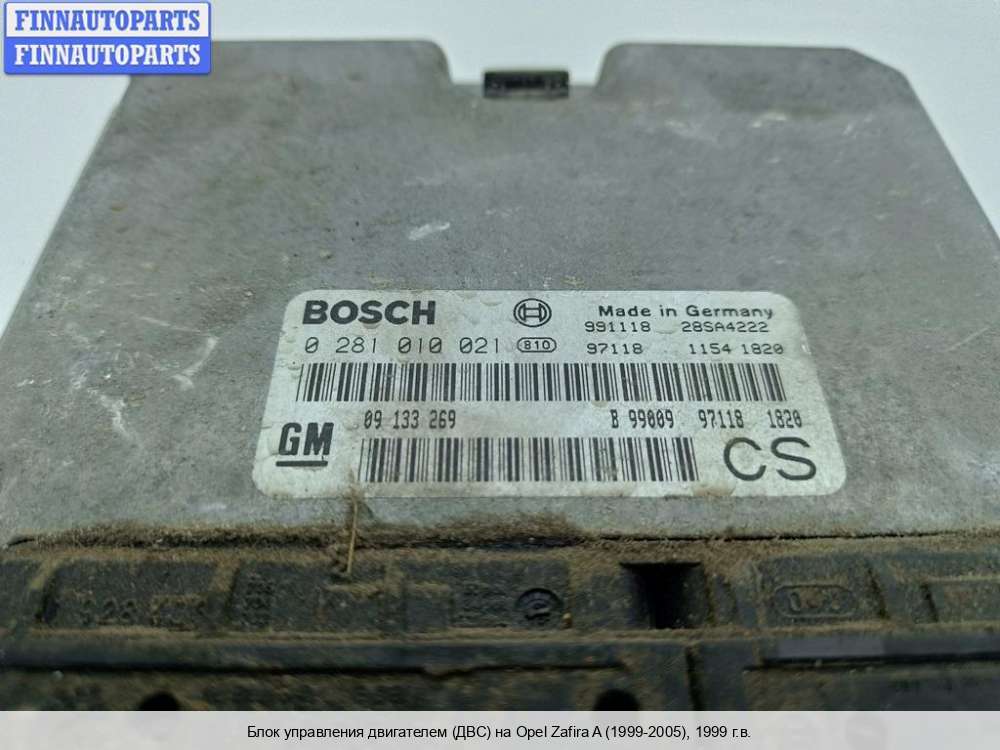 FINNAUTOPARTS
FINNAUTOPARTS
BOSCH
Made in Germany
991118 28SA4222
0 281 010 021 810 97118 1154 1820
09 133 269 B 99009 97118 1820
GM
CS
Блок управления двигателем (ДВС) на Opel Zafira A (1999-2005), 1999 г.в.